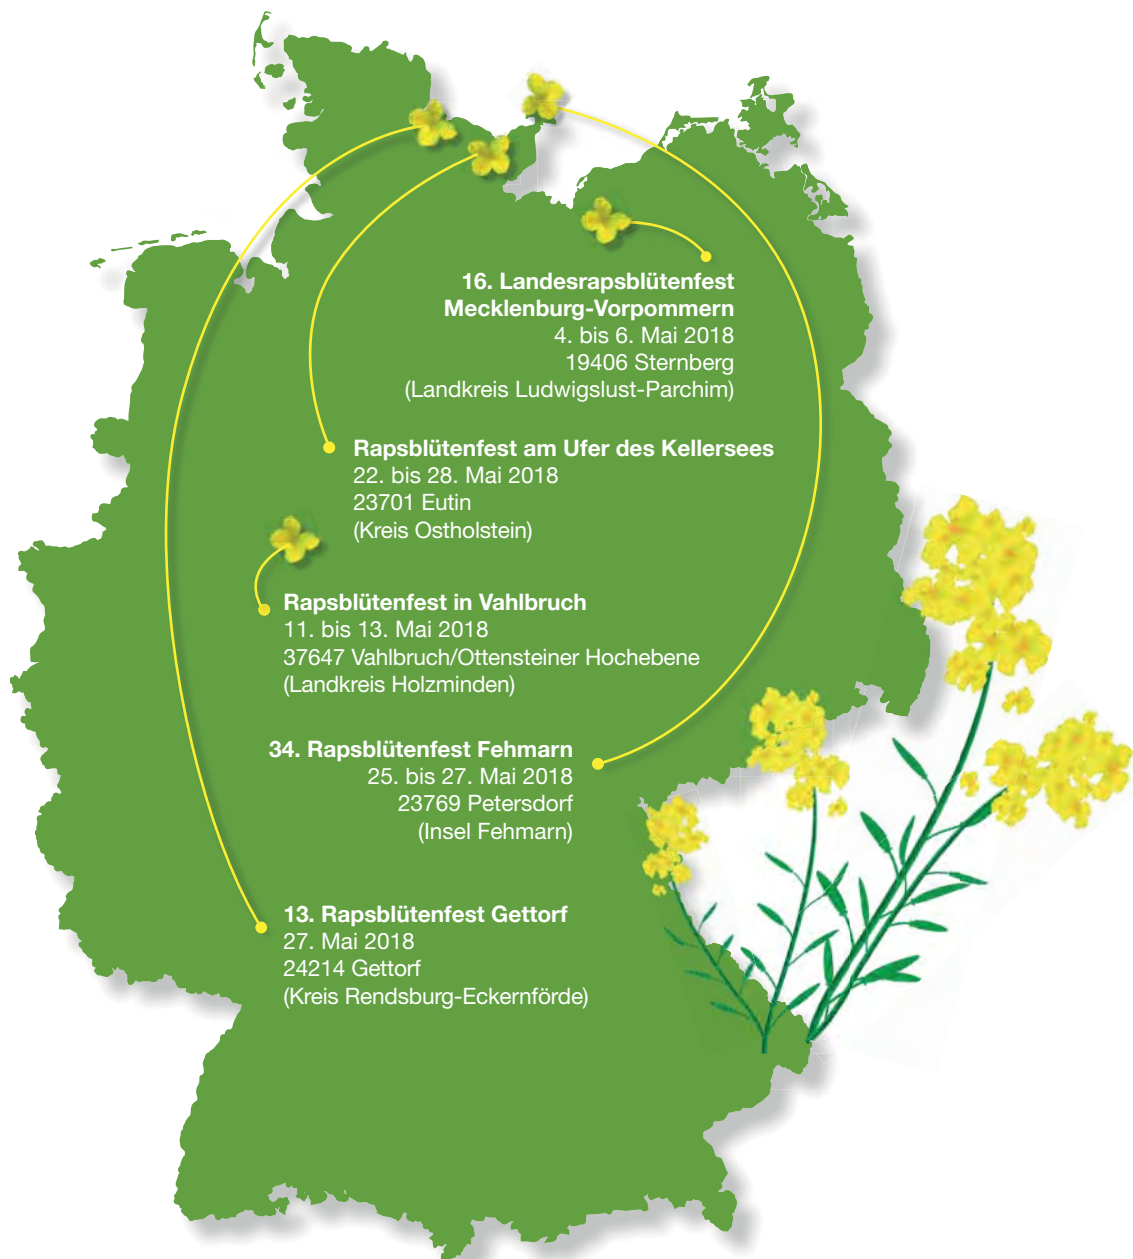 16. Landesrapsblütenfest
Mecklenburg-Vorpommern
4. bis 6. Mai 2018
19406 Sternberg
(Landkreis Ludwigslust-Parchim)
Rapsblütenfest am Ufer des Kellersees
22. bis 28. Mai 2018
23701 Eutin
(Kreis Ostholstein)
Rapsblütenfest in Vahlbruch
11. bis 13. Mai 2018
37647 Vahlbruch/Ottensteiner Hochebene
(Landkreis Holzminden)
34. Rapsblütenfest Fehmarn
25. bis 27. Mai 2018
23769 Petersdorf
(Insel Fehmarn)
13. Rapsblütenfest Gettorf
27. Mai 2018
24214 Gettorf
(Kreis Rendsburg-Eckernförde)